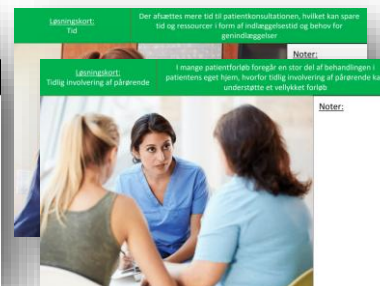 Løsningskort:
Tid
Der afsættes mere tid til patientkonsultationen, hvilket kan spare
tid og ressourcer i form af indlæggelsestid og behov for
genindlæggelser
Noter:
Løsningskort:
Tidlig involvering af pårørende
I mange patientforløb foregår en stor del af behandlingen i
patientens eget hjem, hvorfor tidlig involvering af pårørende ka
understøtte et vellykket forløb
Noter: